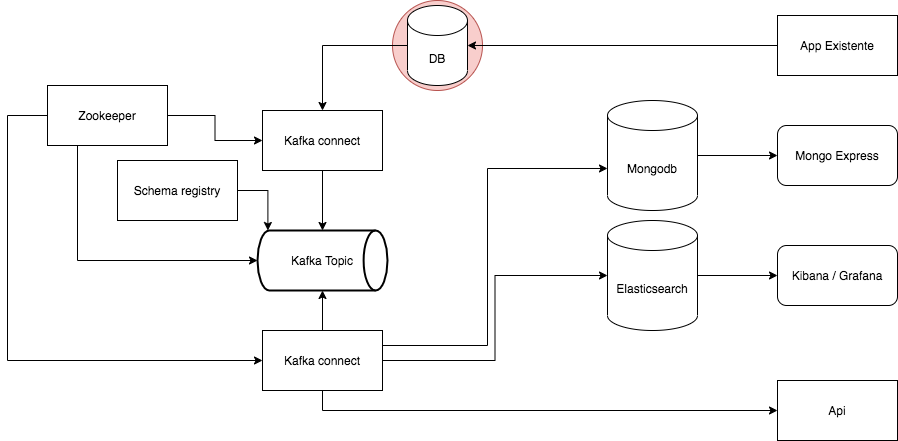 DB
App Existente
Zookeeper
Kafka connect
Mongodb
Mongo Express
Schema registry
Kafka Topic
Elasticsearch
Kibana / Grafana
Kafka connect
Api